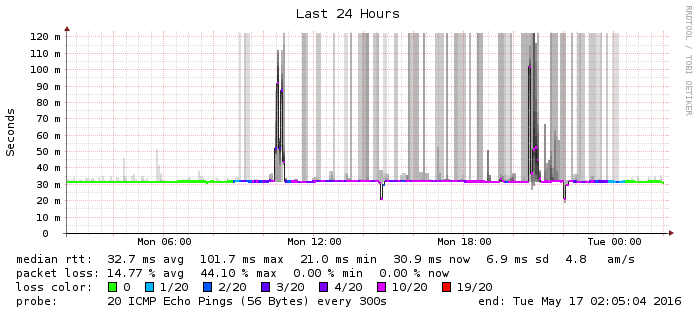 Last 24 Hours
RRDTOOL / TOBI OETIKER
Seconds
120 m
110 m
100 m
90 m
80 m
70 m
60 m
50 m
40 m
30 m
20 m
10 m
0
Mon 06:00 Mon 12:00 Mon 18:00 Tue 00:00
median rtt: 32.7 ms avg 101.7 ms max 21.0 ms min 30.9 ms now 6.9 ms sd 4.8 am/s
packet loss: 14.77 % avg 44.10 % max 0.00 % min 0.00 % now
loss color: 0 1/20 2/20 3/20 4/20 10/20 19/20
probe: 20 ICMP Echo Pings (56 Bytes) every 300s end: Tue May 17 02:05:04 2016